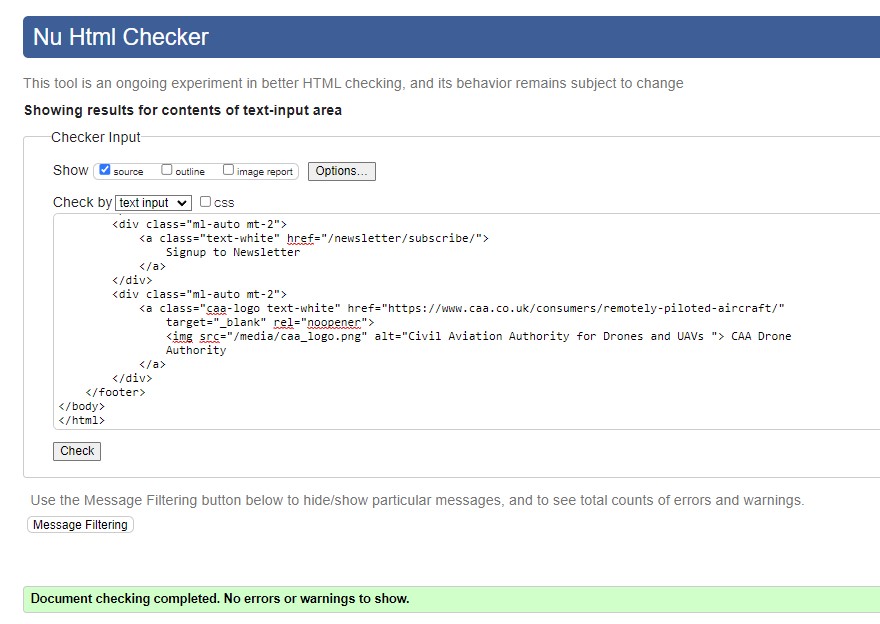 Nu Html Checker
This tool is an ongoing experiment in better HTML checking, and its behavior remains subject to change
Showing results for contents of text-input area
Checker Input
Show source outline image report Options...
Check by text input css
<div class="ml-auto mt-2">
<a class="text-white" href="/newsletter/subscribe/">
Signup to Newsletter
</a>
</div>
<div class="ml-auto mt-2">
<a class="caa-logo text-white" href="https://www.caa.co.uk/consumers/remotely-piloted-aircraft/"
target="_blank" rel="noopener">
<img src="/media/caa_logo.png" alt="Civil Aviation Authority for Drones and UAVs "> CAA Drone
Authority
</a>
</div>
</footer>
</body>
</html>
Check
Use the Message Filtering button below to hide/show particular messages, and to see total counts of errors and warnings.
Message Filtering
Document checking completed. No errors or warnings to show.